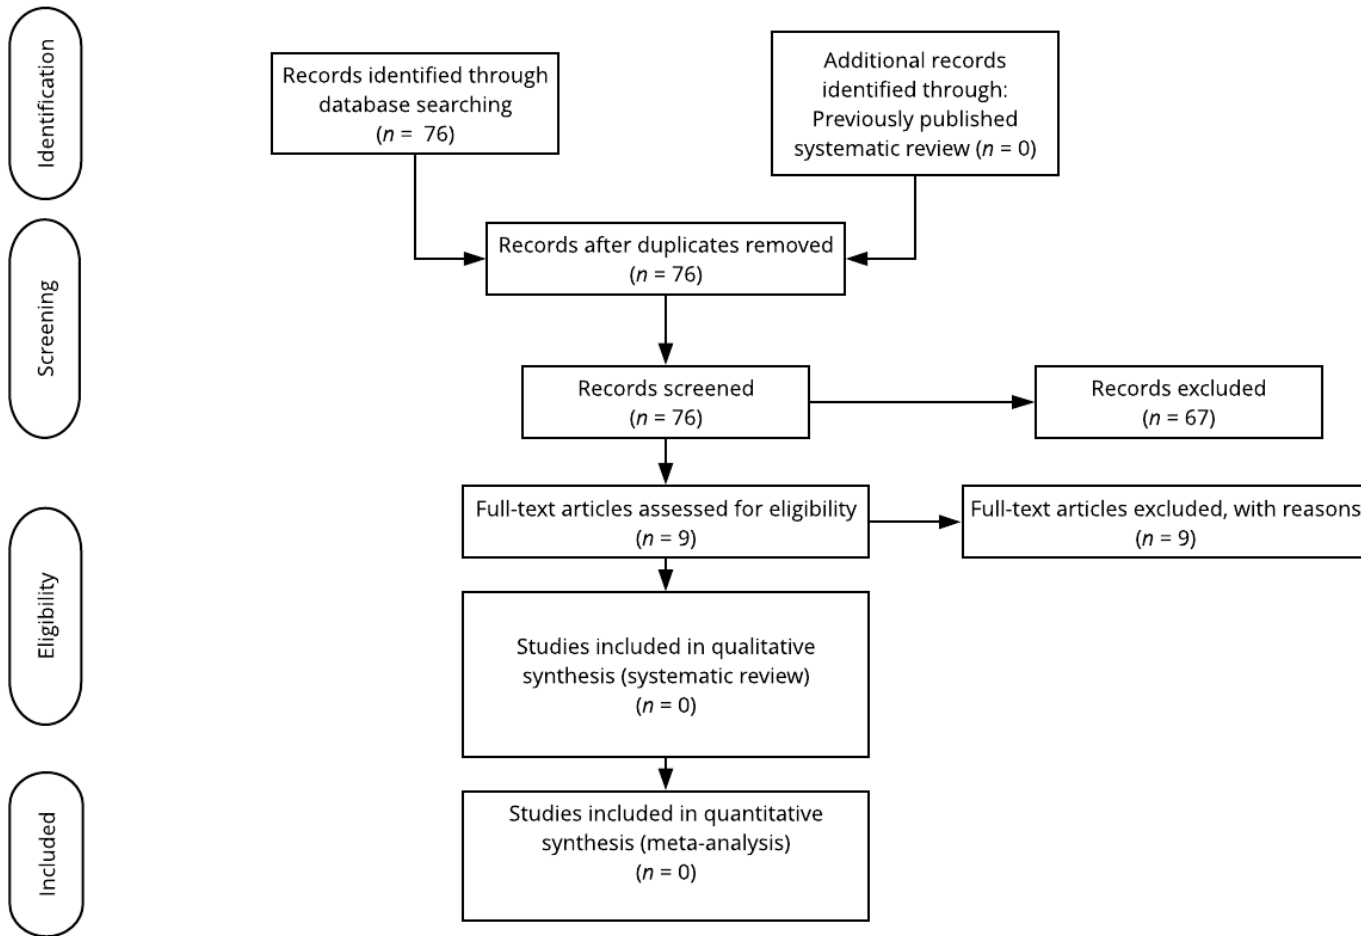 Identification
Records identified through
database searching
(n = 76)
Additional records
identified through:
Previously published
systematic review (n = 0)
Screening
Records after duplicates removed
(n = 76)
Records screened
(n = 76)
Records excluded
(n = 67)
Eligibility
Full-text articles assessed for eligibility
(n = 9)
Full-text articles excluded, with reasons
(n = 9)
Studies included in qualitative
synthesis (systematic review)
(n = 0)
Included
Studies included in quantitative
synthesis (meta-analysis)
(n = 0)